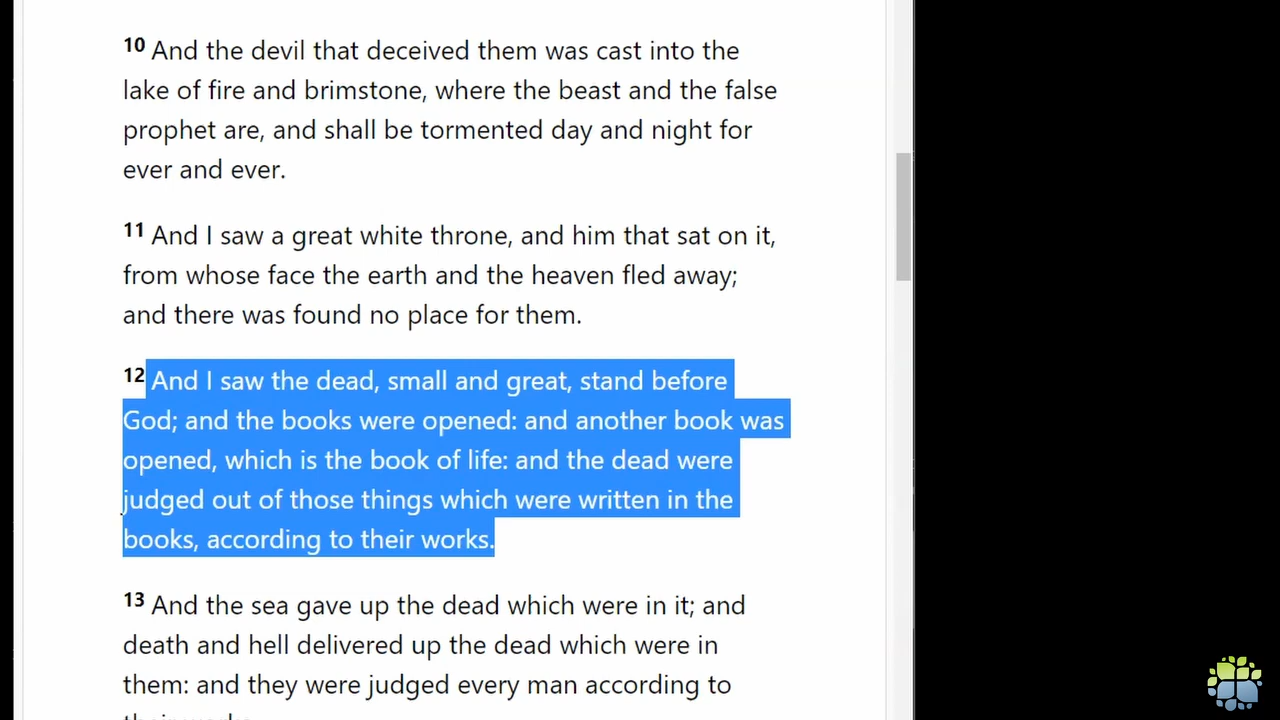 10 And the devil that deceived them was cast into the
lake of fire and brimstone, where the beast and the false
prophet are, and shall be tormented day and night for
ever and ever.
11 And I saw a great white throne, and him that sat on it,
from whose face the earth and the heaven fled away;
and there was found no place for them.
12 And I saw the dead, small and great, stand before
God; and the books were opened: and another book was
opened, which is the book of life: and the dead were
judged out of those things which were written in the
books, according to their works.
13 And the sea gave up the dead which were in it; and
death and hell delivered up the dead which were in
them: and they were judged every man according to
their works.